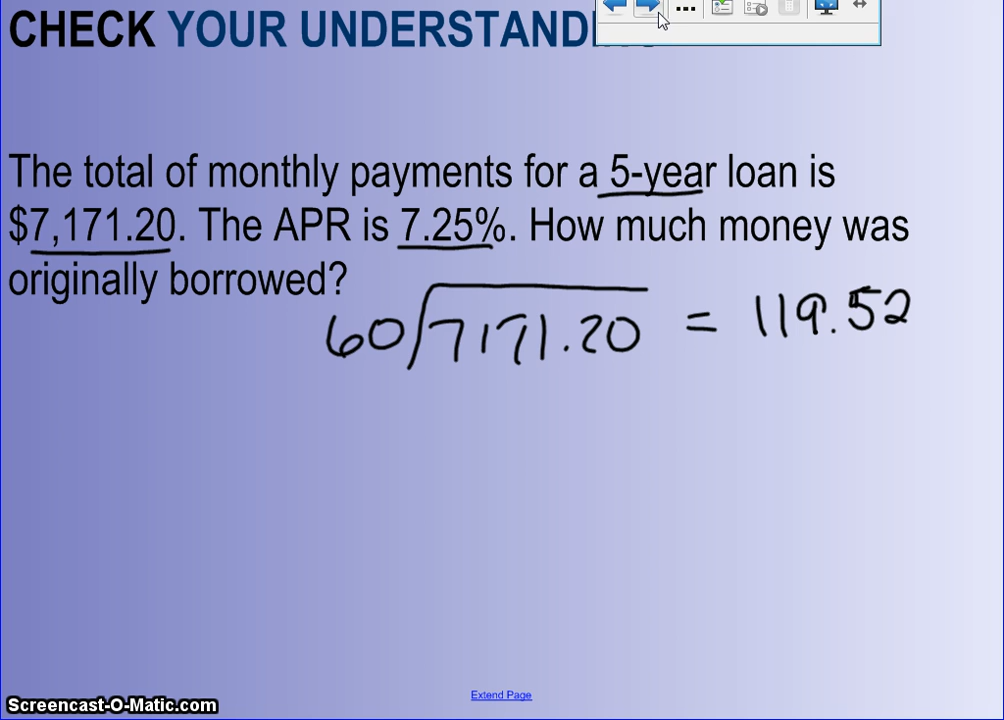 CHECK YOUR UNDERSTAND
The total of monthly payments for a 5-year loan is
$7,171.20. The APR is 7.25%. How much money was
originally borrowed?
60 7171.20 = 119.52
Extend Page
Screencast-O-Matic.com